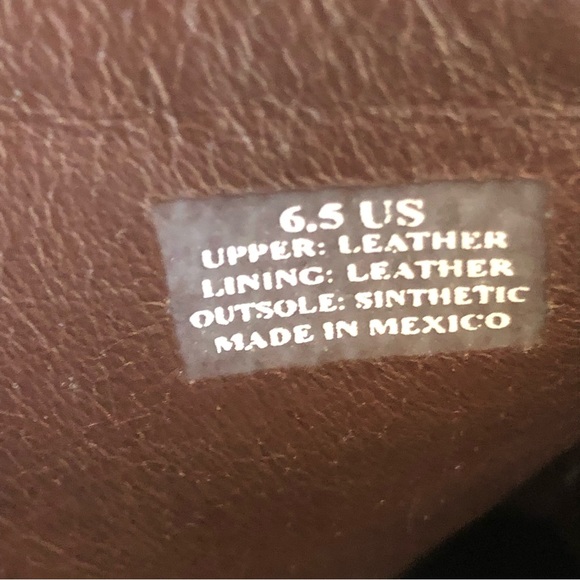 6.5 US
UPPER: LEATHER
LINING: LEATHER
OUTSOLE: SINTHETIC
MADE IN MEXICO